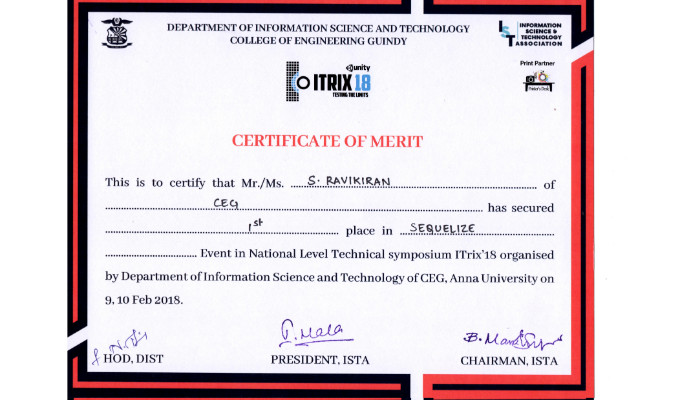 DEPARTMENT OF INFORMATION SCIENCE AND TECHNOLOGY
COLLEGE OF ENGINEERING GUINDY
IST INFORMATION
SCIENCE &
TECHNOLOGY
ASSOCIATION
Print Partner
unity
ITRIX 18
TESTING THE LIMITS
CERTIFICATE OF MERIT
This is to certify that Mr./Ms. S. RAVIKIRAN of
CEG has secured
1st place in SEQUELIZE
Event in National Level Technical symposium ITrix'18 organised
by Department of Information Science and Technology of CEG, Anna University on
9, 10 Feb 2018.
HOD, DIST
PRESIDENT, ISTA
CHAIRMAN, ISTA